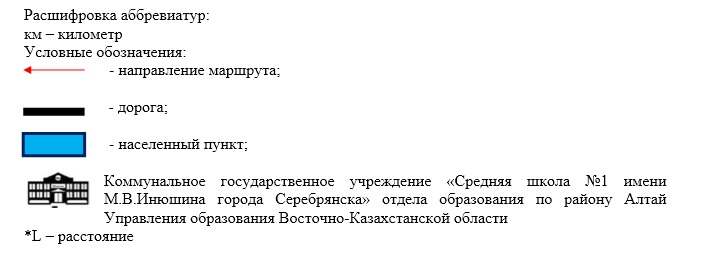 Расшифровка аббревиатур:
км – километр
Условные обозначения:
- направление маршрута;
- дорога;
- населенный пункт;
Коммунальное государственное учреждение «Средняя школа №1 имени
М.В.Инюшина города Серебрянска» отдела образования по району Алтай
Управления образования Восточно-Казахстанской области
*L – расстояние